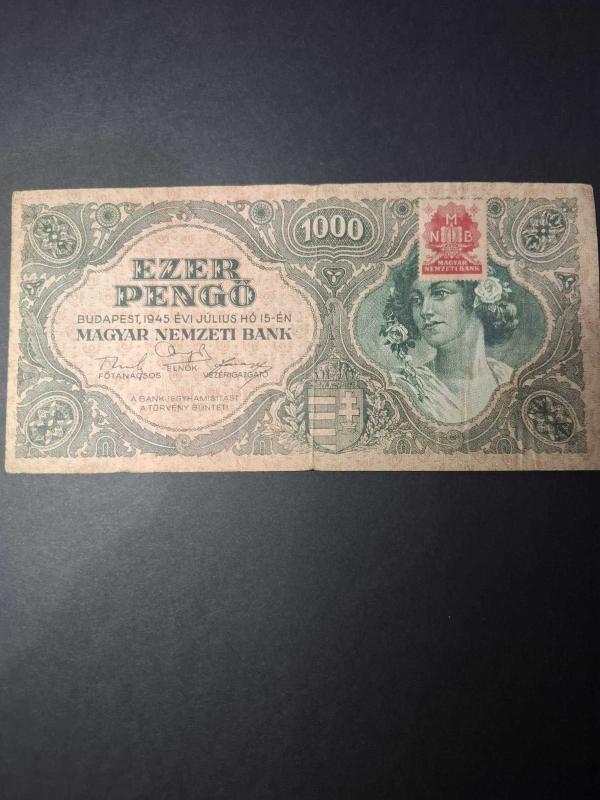 1000
M
N B
MAGYAR
NEMZETI BANK
EZER
PENGŐ
BUDAPEST, 1945 ÉVI JÚLIUS HÓ 15-ÉN
MAGYAR NEMZETI BANK
ELNÖK
FŐTANÁCSOS VEZÉRIGAZGATÓ
A BANKJEGYHAMISÍTÁST
A TÖRVÉNY BÜNTETI